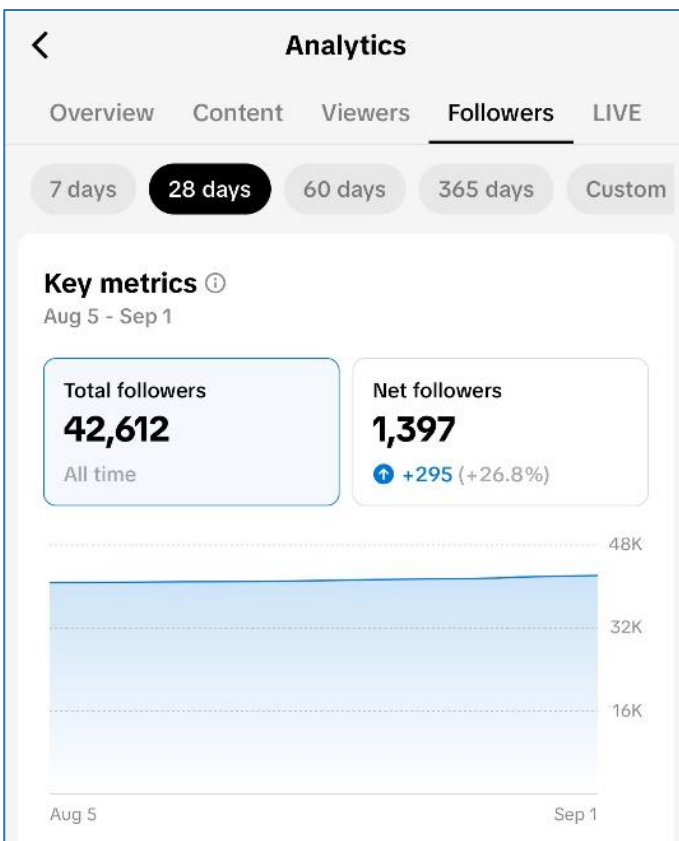 Analytics
Overview Content Viewers Followers LIVE
7 days 28 days 60 days 365 days Custom
Key metrics
Aug 5 - Sep 1
Total followers Net followers
42,612 1,397
All time +295 (+26.8%)
48K
32K
16K
Aug 5 Sep 1